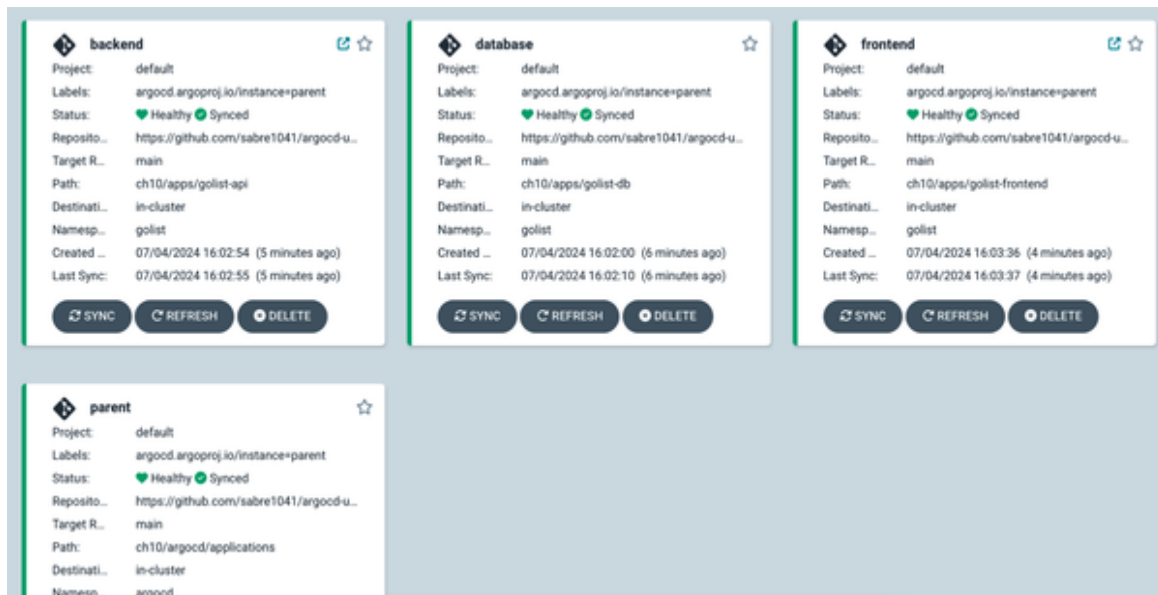 backend
Project: default
Labels: argocd.argoproj.io/instance=parent
Status: Healthy Synced
Reposito... https://github.com/sabre1041/argocd-u...
Target R... main
Path: ch10/apps/golist-api
Destinati... in-cluster
Namesp... golist
Created ... 07/04/2024 16:02:54 (5 minutes ago)
Last Sync: 07/04/2024 16:02:55 (5 minutes ago)
SYNC REFRESH DELETE
database
Project: default
Labels: argocd.argoproj.io/instance=parent
Status: Healthy Synced
Reposito... https://github.com/sabre1041/argocd-u...
Target R... main
Path: ch10/apps/golist-db
Destinati... in-cluster
Namesp... golist
Created ... 07/04/2024 16:02:00 (6 minutes ago)
Last Sync: 07/04/2024 16:02:10 (6 minutes ago)
SYNC REFRESH DELETE
frontend
Project: default
Labels: argocd.argoproj.io/instance=parent
Status: Healthy Synced
Reposito... https://github.com/sabre1041/argocd-u...
Target R... main
Path: ch10/apps/golist-frontend
Destinati... in-cluster
Namesp... golist
Created ... 07/04/2024 16:03:36 (4 minutes ago)
Last Sync: 07/04/2024 16:03:37 (4 minutes ago)
SYNC REFRESH DELETE
parent
Project: default
Labels: argocd.argoproj.io/instance=parent
Status: Healthy Synced
Reposito... https://github.com/sabre1041/argocd-u...
Target R... main
Path: ch10/argocd/applications
Destinati... in-cluster
Namesp... argocd